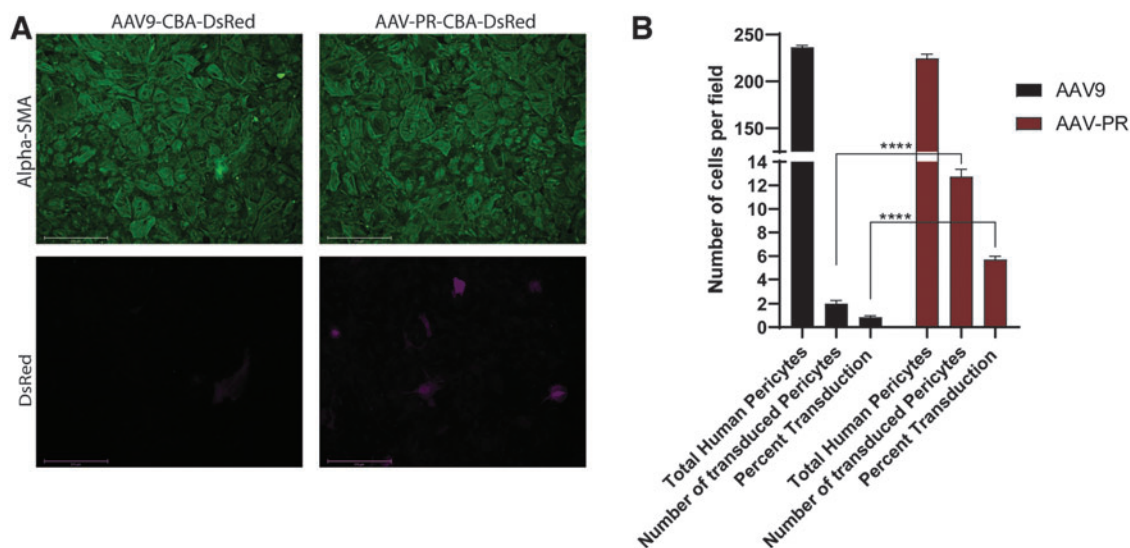 A
AAV9-CBA-DsRed
AAV-PR-CBA-DsRed
Alpha-SMA
DsRed
B
Number of cells per field
250
200
150
14
12
10
8
6
4
2
0
****
****
AAV9
AAV-PR
Total Human Pericytes
Number of transduced Pericytes
Percent Transduction
Total Human Pericytes
Number of transduced Pericytes
Percent Transduction